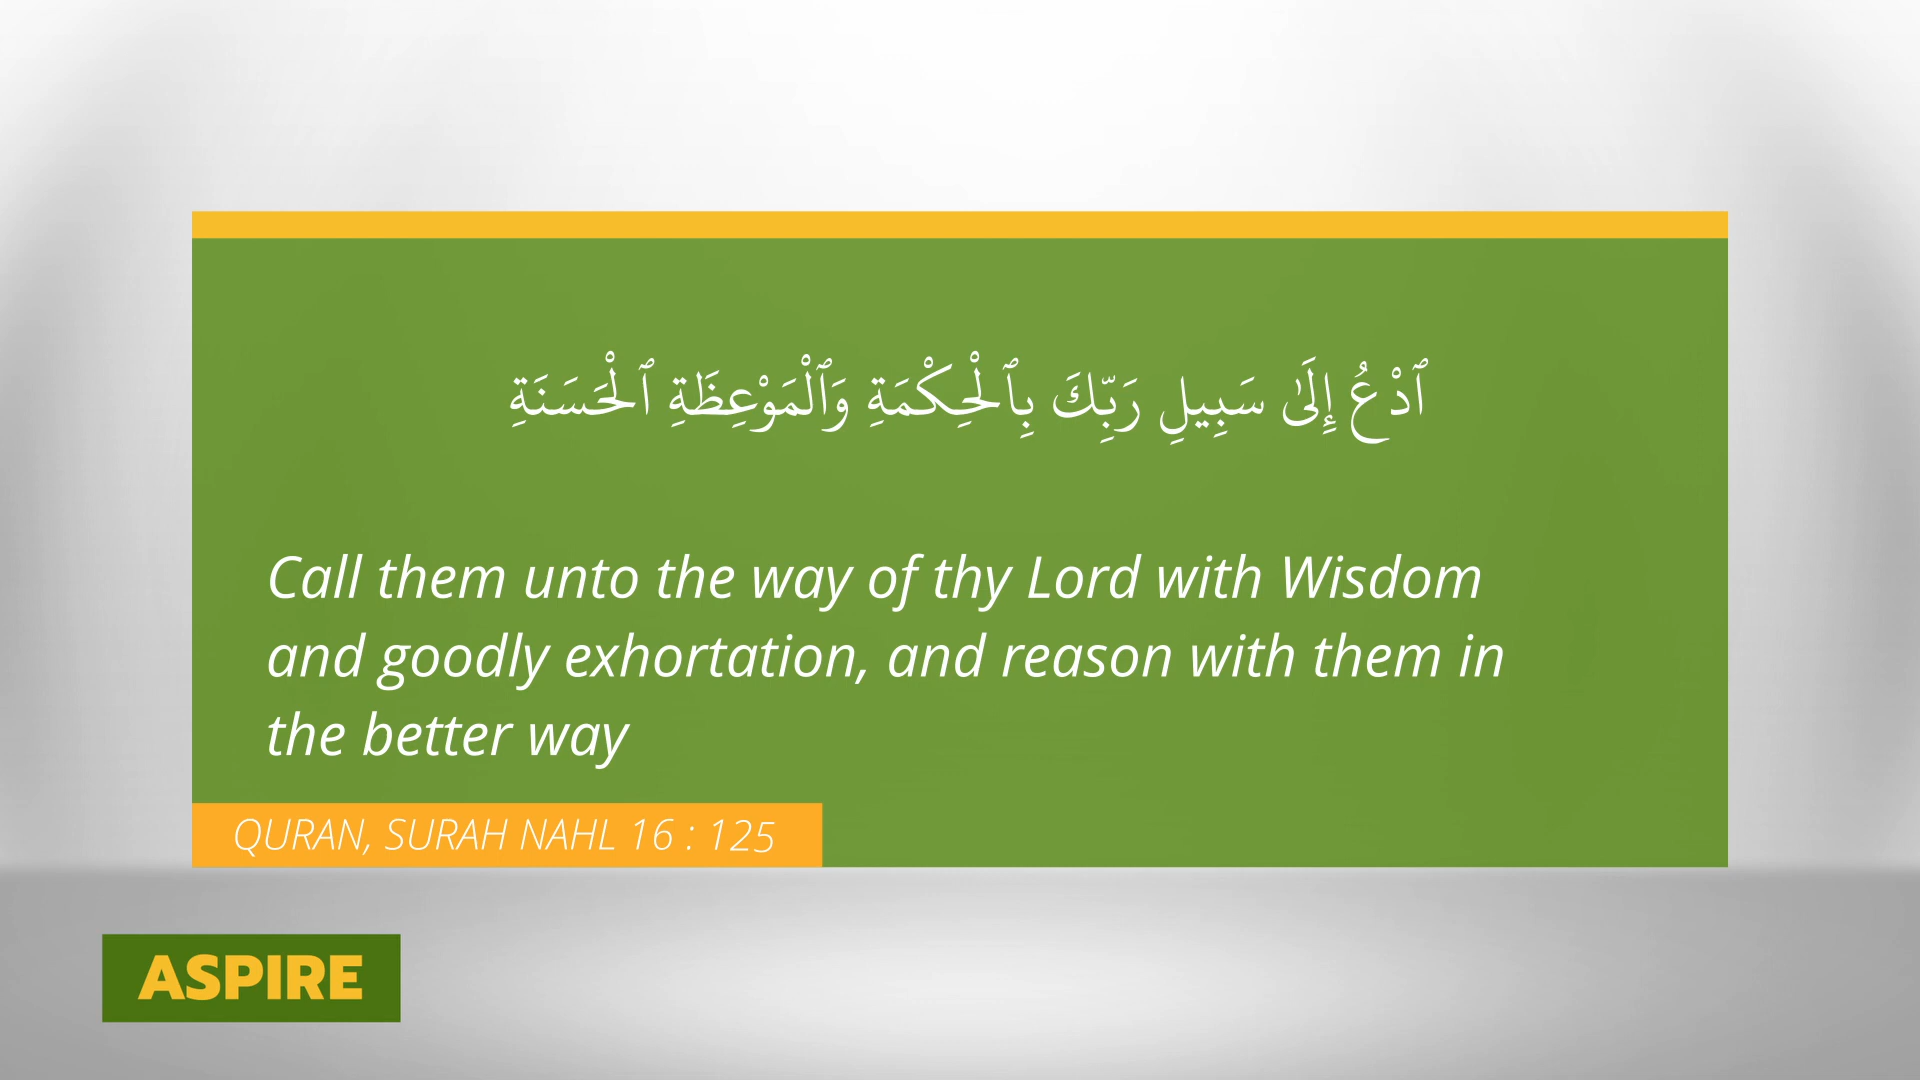 ٱدْعُ إِلَىٰ سَبِيلِ رَبِّكَ بِٱلْحِكْمَةِ وَٱلْمَوْعِظَةِ ٱلْحَسَنَةِ
Call them unto the way of thy Lord with Wisdom
and goodly exhortation, and reason with them in
the better way
QURAN, SURAH NAHL 16 : 125
ASPIRE